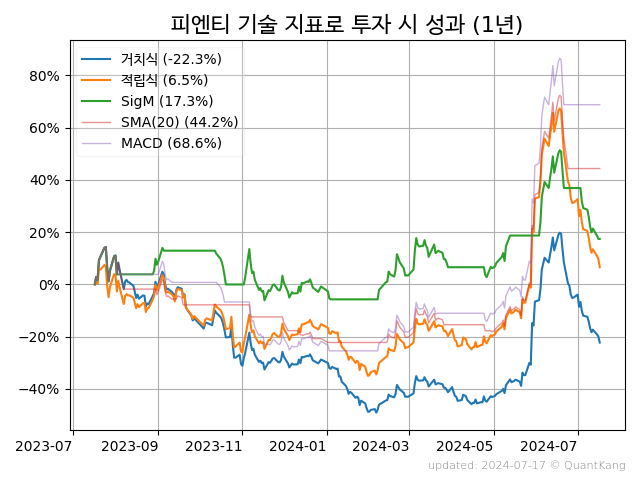 피엔티 기술 지표로 투자 시 성과 (1년)
거치식 (-22.3%)
적립식 (6.5%)
SigM (17.3%)
SMA(20) (44.2%)
MACD (68.6%)
80%
60%
40%
20%
0%
−20%
−40%
2023-07 2023-09 2023-11 2024-01 2024-03 2024-05 2024-07
updated: 2024-07-17 © QuantKang